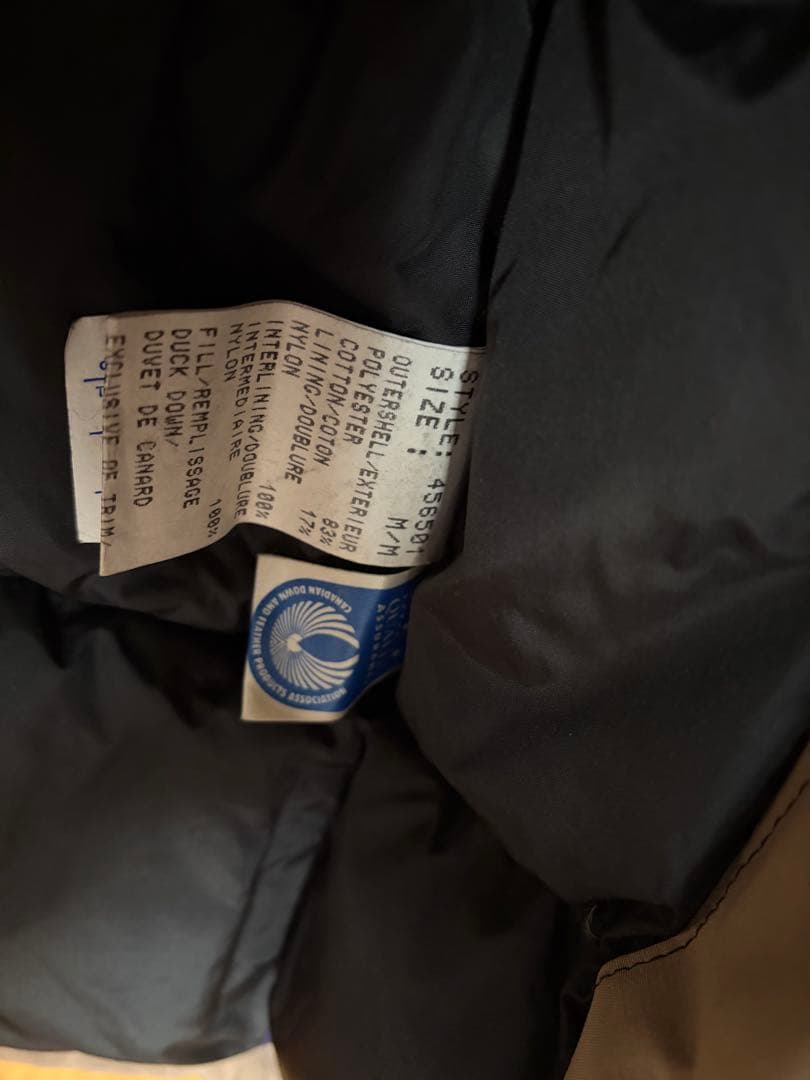 STYLE: 456501
SIZE: M/M
OUTERSHELL/EXTERIEUR
POLYESTER 83%
COTTON/COTON 17%
LINING/DOUBLURE
NYLON 100%
INTERLINING/DOUBLURE
INTERMEDIAIRE
NYLON 100%
FILL/REMPLISSAGE
DUCK DOWN/
DUVET DE CANARD
EXCLUSIVE OF TRIM/
CANADIAN DOWN AND FEATHER PRODUCTS ASSOCIATION